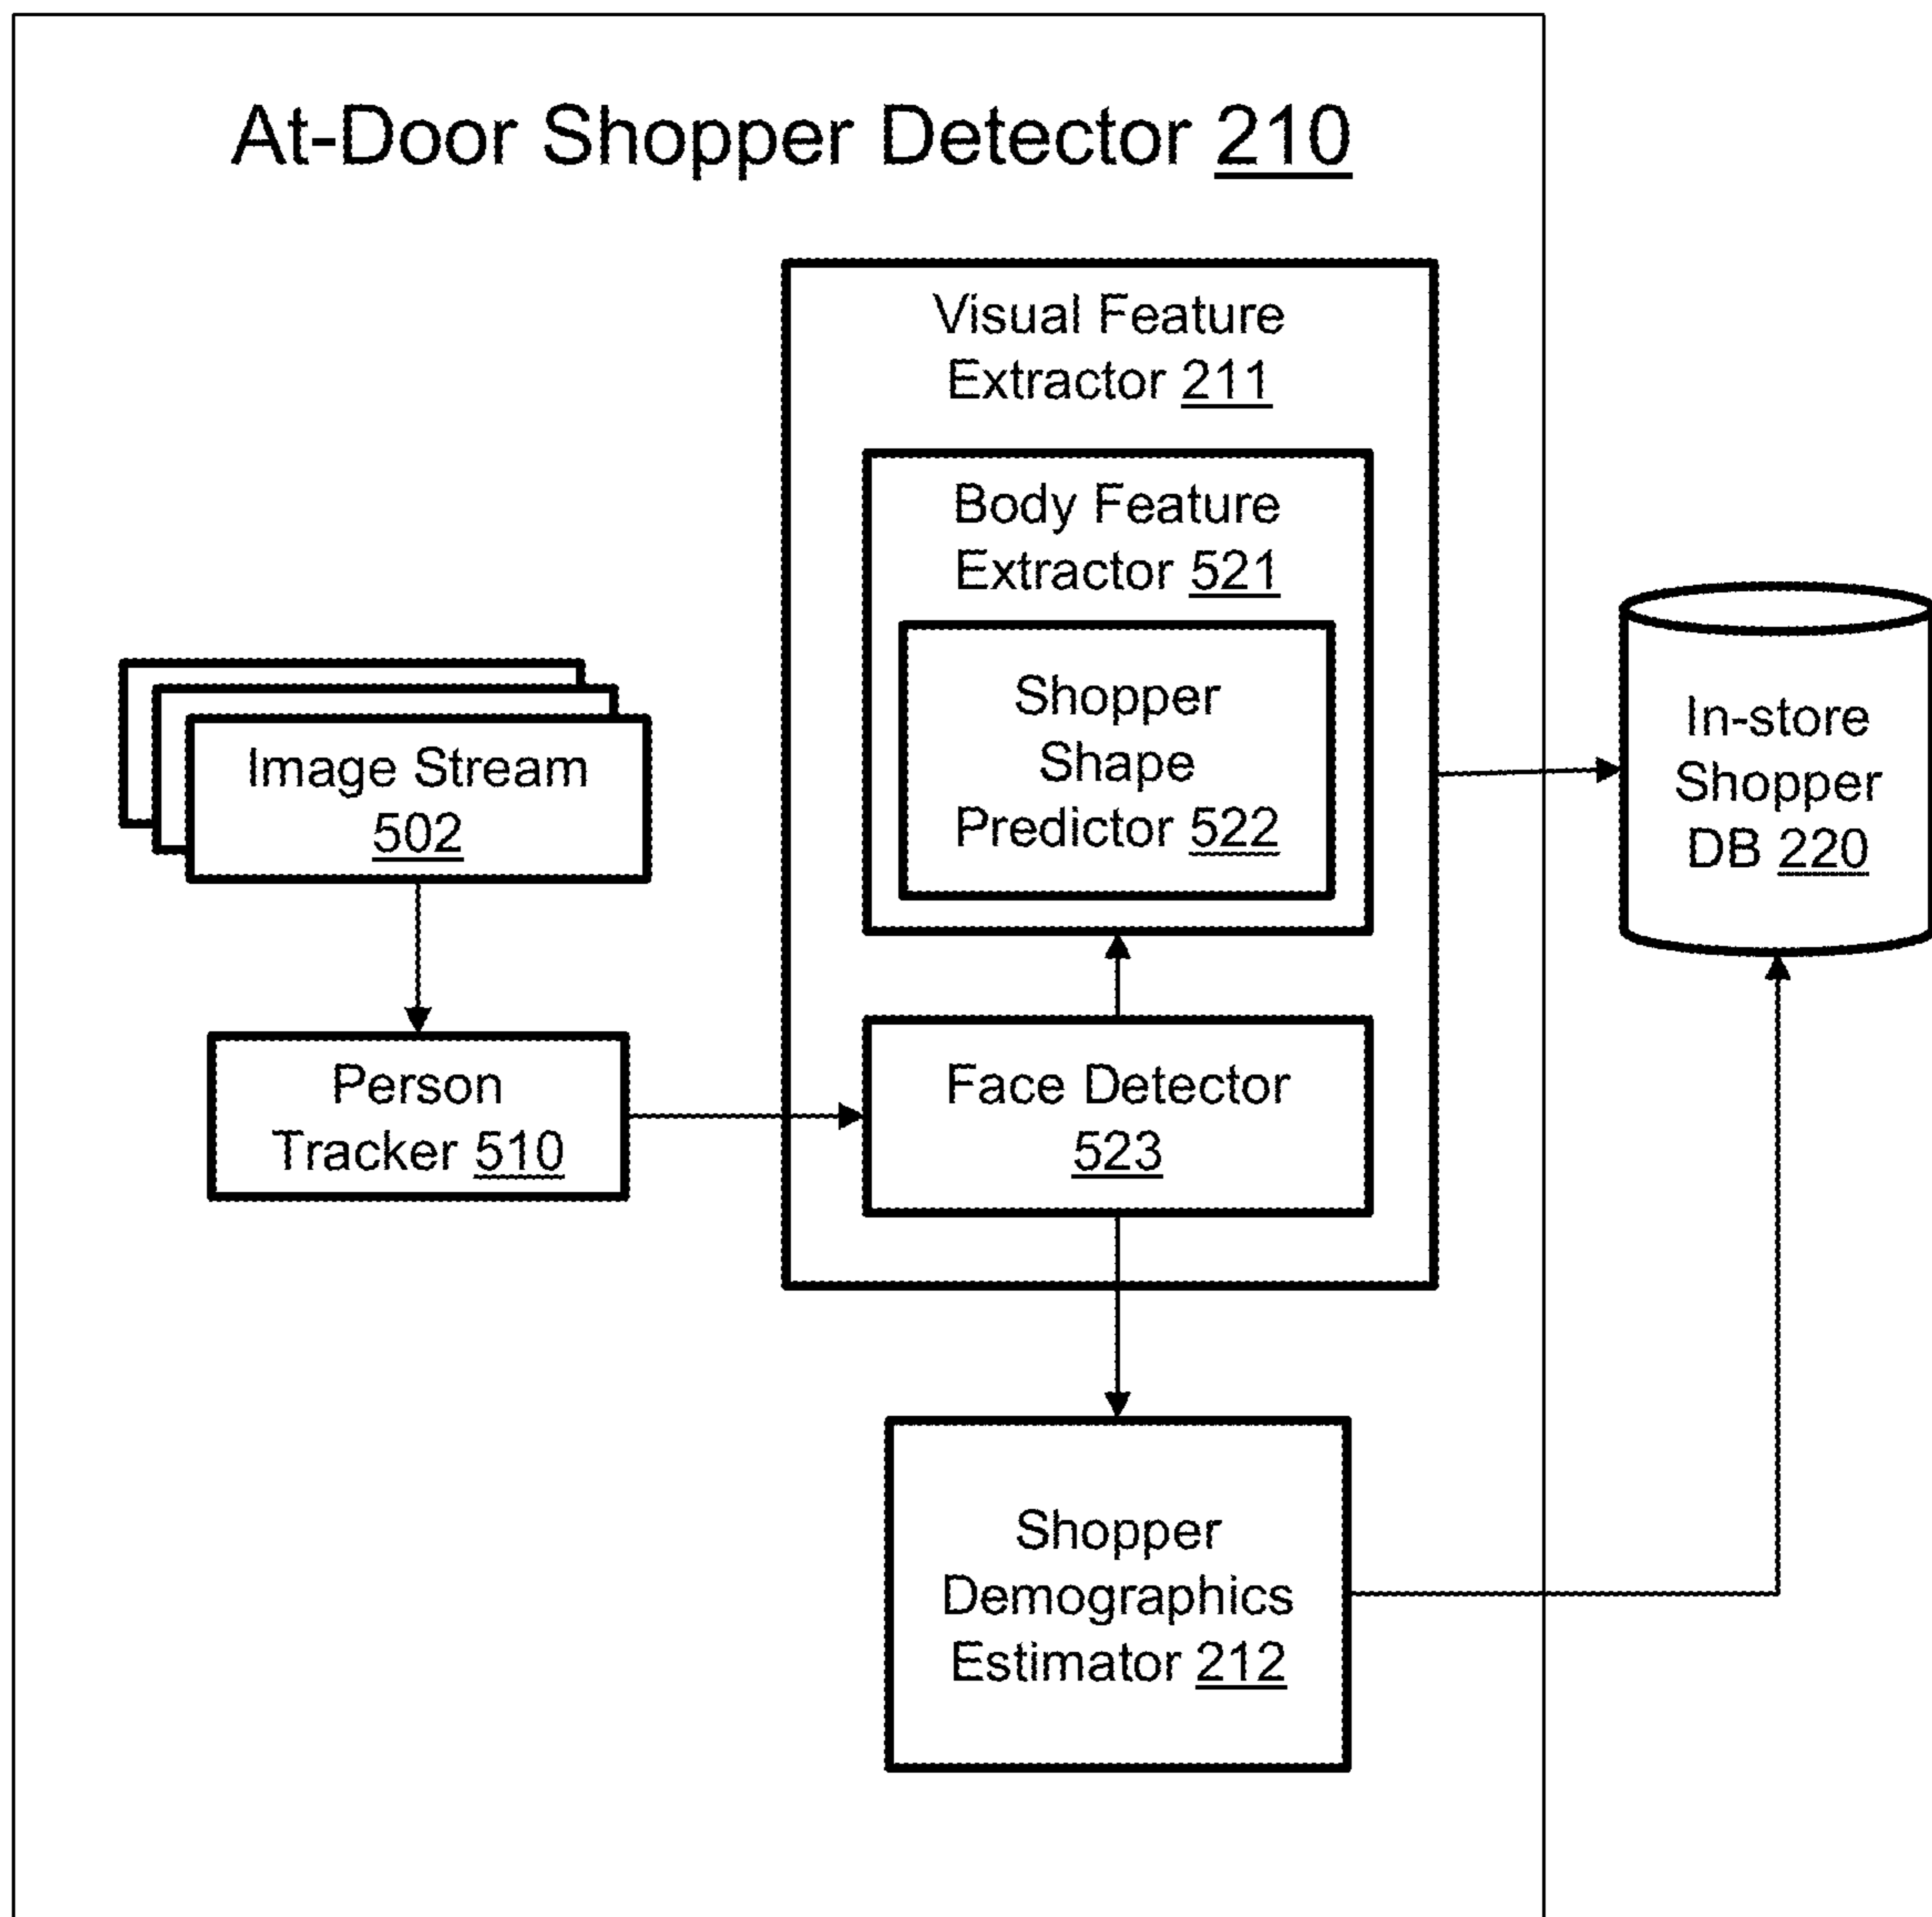 At-Door Shopper Detector 210
Visual Feature
Extractor 211
Body Feature
Extractor 521
Shopper
Shape
Predictor 522
In-store
Shopper
DB 220
Image Stream
502
Person
Tracker 510
Face Detector
523
Shopper
Demographics
Estimator 212